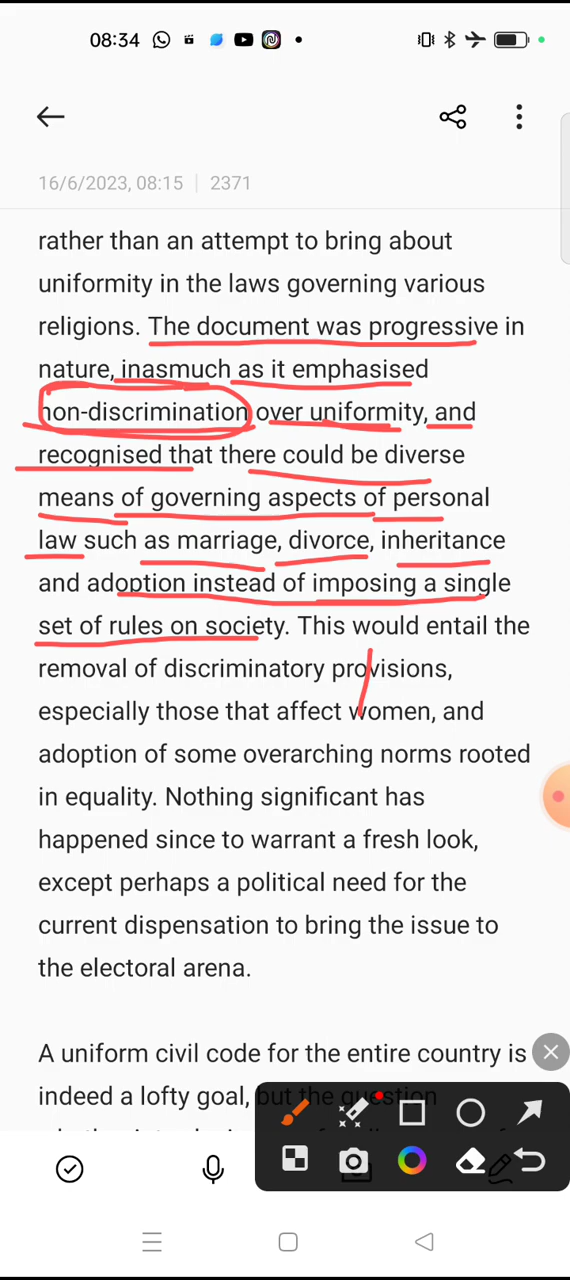 08:34
16/6/2023, 08:15 | 2371
rather than an attempt to bring about
uniformity in the laws governing various
religions. The document was progressive in
nature, inasmuch as it emphasised
non-discrimination over uniformity, and
recognised that there could be diverse
means of governing aspects of personal
law such as marriage, divorce, inheritance
and adoption instead of imposing a single
set of rules on society. This would entail the
removal of discriminatory provisions,
especially those that affect women, and
adoption of some overarching norms rooted
in equality. Nothing significant has
happened since to warrant a fresh look,
except perhaps a political need for the
current dispensation to bring the issue to
the electoral arena.
A uniform civil code for the entire country is
indeed a lofty goal, but the question